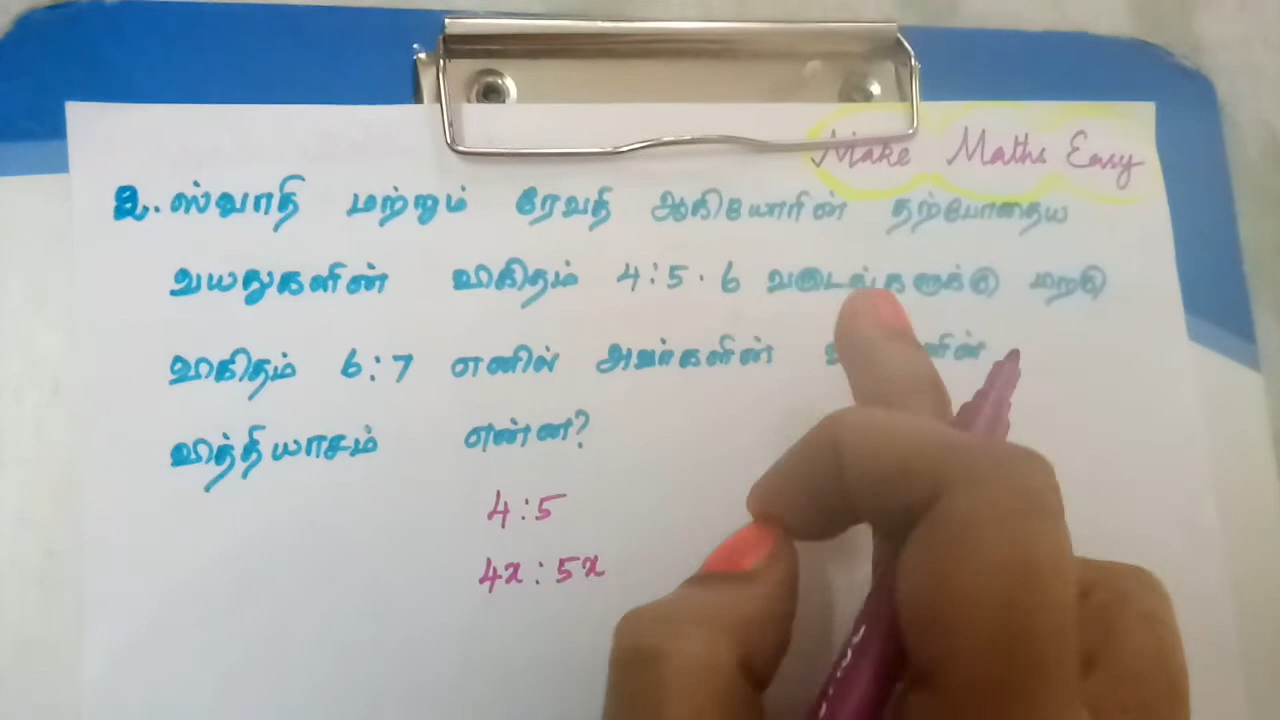 Make Maths Easy
2. ஸ்வாதி மற்றும் ரேவதி ஆகியோரின் தற்போதைய
வயதுகளின் விகிதம் 4:5. 6 வருடங்களுக்கு மறகு
விகிதம் 6:7 எனில் அவர்களின்
வித்தியாசம் என்ன?
4:5
4x : 5x